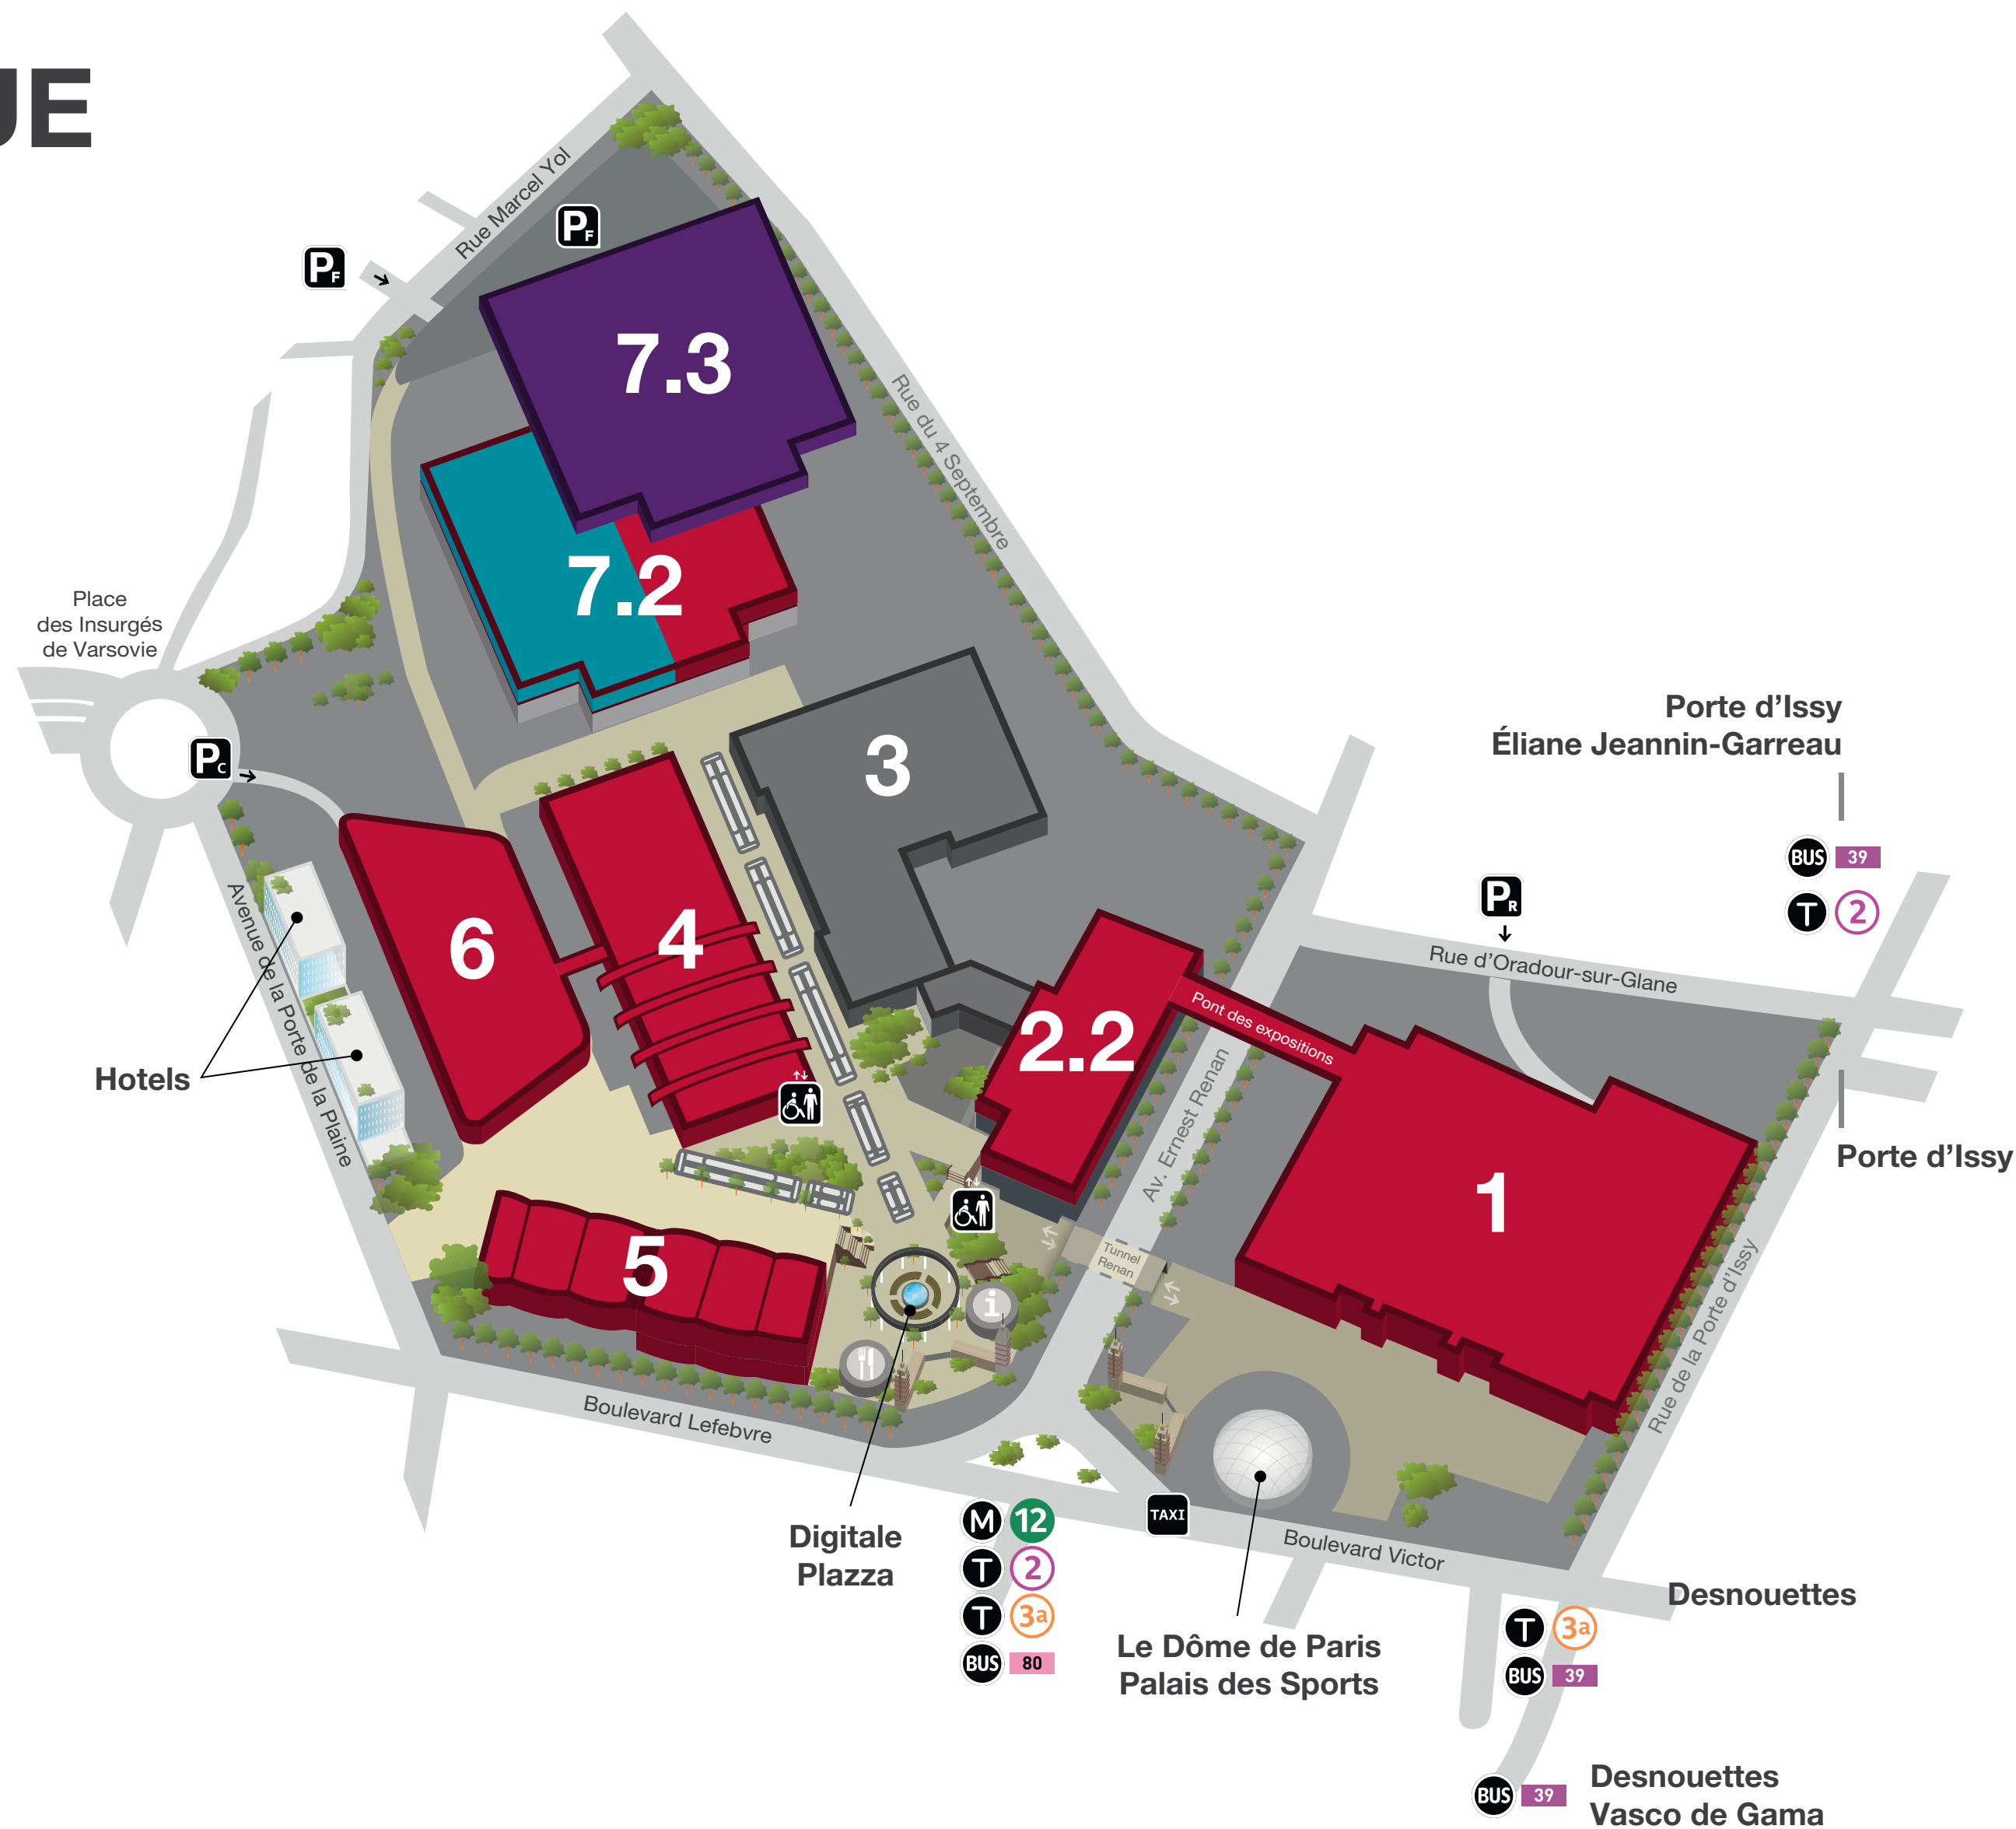 UE
Rue Marcel Yol
PF
PF
7.3
Rue du 4 Septembre
7.2
Place
des Insurgés
de Varsovie
PC
3
Porte d'Issy
Éliane Jeannin-Garreau
BUS 39
T 2
PR
Rue d'Oradour-sur-Glane
6
4
2.2
Pont des expositions
Avenue de la Porte de la Plaine
Hotels
Av. Ernest Renan
1
Porte d'Issy
Tunnel
Renan
5
i
Rue de la Porte d'Issy
Boulevard Lefebvre
Digitale
Plazza
M 12
T 2
T 3a
BUS 80
TAXI
Boulevard Victor
Le Dôme de Paris
Palais des Sports
Desnouettes
T 3a
BUS 39
BUS 39
Desnouettes
Vasco de Gama